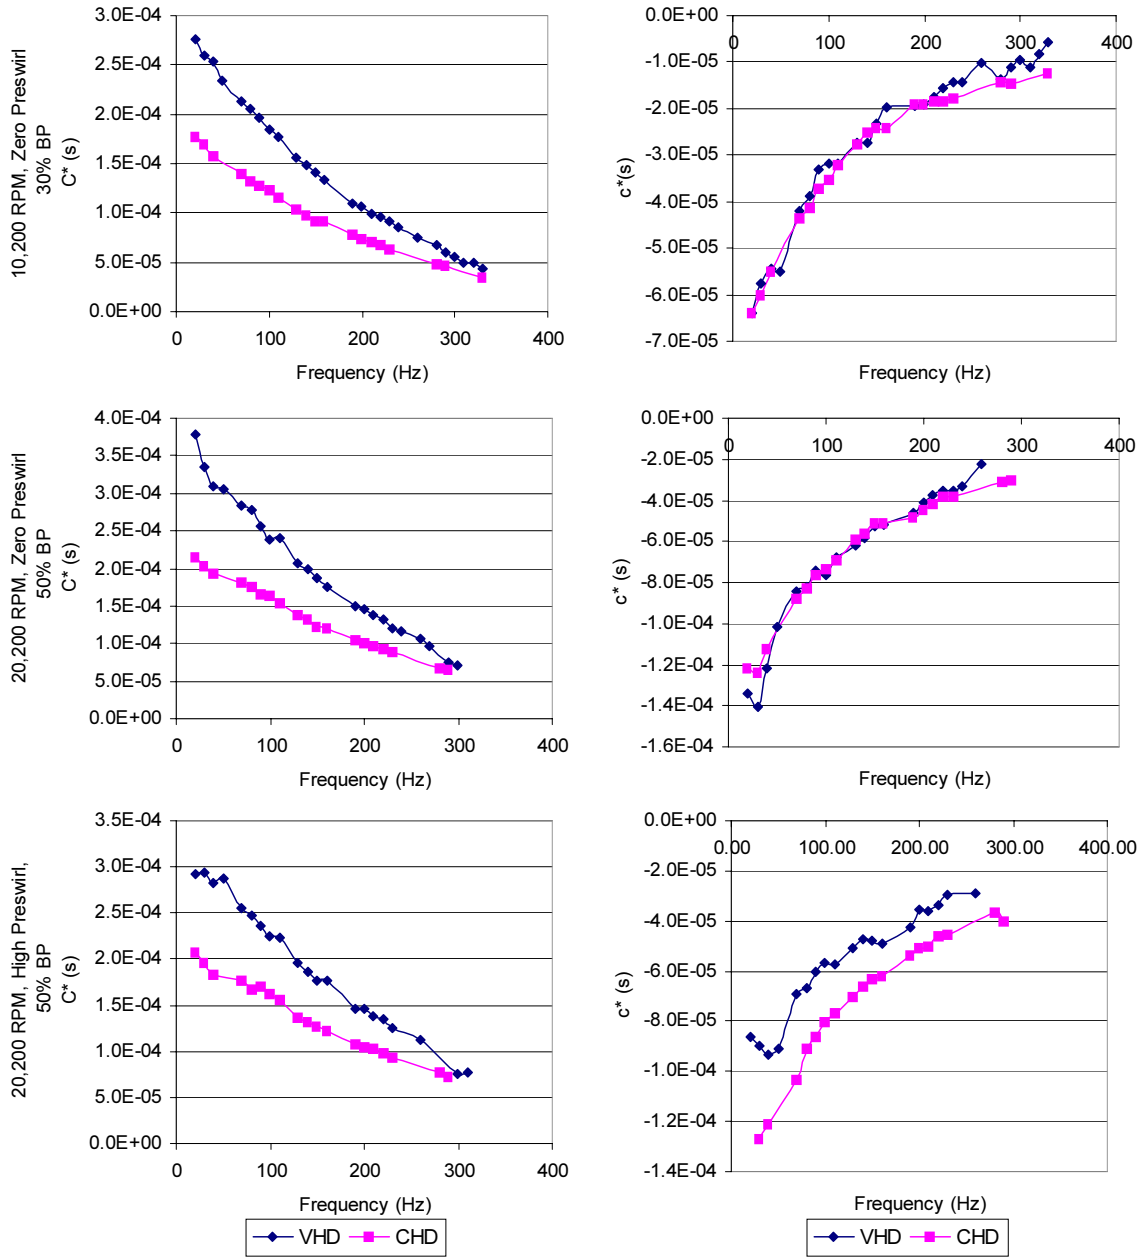 10,200 RPM, Zero Preswirl
30% BP
C* (s)
3.0E-04
2.5E-04
2.0E-04
1.5E-04
1.0E-04
5.0E-05
0.0E+00
0 100 200 300 400
Frequency (Hz)
c*(s)
0.0E+00
0 100 200 300 400
-1.0E-05
-2.0E-05
-3.0E-05
-4.0E-05
-5.0E-05
-6.0E-05
-7.0E-05
Frequency (Hz)
20,200 RPM, Zero Preswirl
50% BP
C* (s)
4.0E-04
3.5E-04
3.0E-04
2.5E-04
2.0E-04
1.5E-04
1.0E-04
5.0E-05
0.0E+00
0 100 200 300 400
Frequency (Hz)
c* (s)
0.0E+00
0 100 200 300 400
-2.0E-05
-4.0E-05
-6.0E-05
-8.0E-05
-1.0E-04
-1.2E-04
-1.4E-04
-1.6E-04
Frequency (Hz)
20,200 RPM, High Preswirl,
50% BP
C* (s)
3.5E-04
3.0E-04
2.5E-04
2.0E-04
1.5E-04
1.0E-04
5.0E-05
0.0E+00
0 100 200 300 400
Frequency (Hz)
VHD CHD
c* (s)
0.0E+00
0.00 100.00 200.00 300.00 400.00
-2.0E-05
-4.0E-05
-6.0E-05
-8.0E-05
-1.0E-04
-1.2E-04
-1.4E-04
Frequency (Hz)
VHD CHD